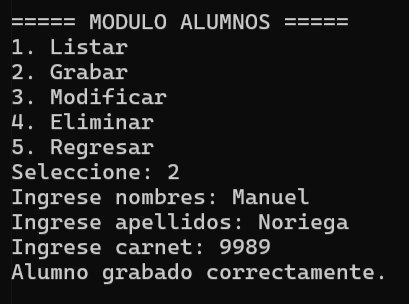 ===== MODULO ALUMNOS =====
1. Listar
2. Grabar
3. Modificar
4. Eliminar
5. Regresar
Seleccione: 2
Ingrese nombres: Manuel
Ingrese apellidos: Noriega
Ingrese carnet: 9989
Alumno grabado correctamente.